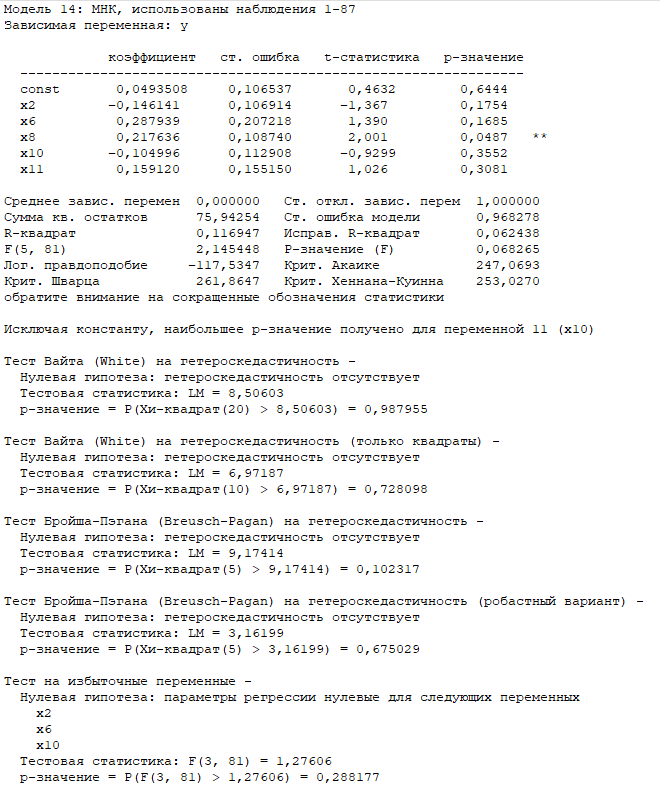 Модель 14: МНК, использованы наблюдения 1-87
Зависимая переменная: y
коэффициент ст. ошибка t-статистика p-значение
---------------------------------------------------------------
const 0,0493508 0,106537 0,4632 0,6444
x2 −0,146141 0,106914 −1,367 0,1754
x6 0,287939 0,207218 1,390 0,1685
x8 0,217636 0,108740 2,001 0,0487 **
x10 −0,104996 0,112908 −0,9299 0,3552
x11 0,159120 0,155150 1,026 0,3081
Среднее завис. перемен 0,000000 Ст. откл. завис. перем 1,000000
Сумма кв. остатков 75,94254 Ст. ошибка модели 0,968278
R-квадрат 0,116947 Исправ. R-квадрат 0,062438
F(5, 81) 2,145448 P-значение (F) 0,068265
Лог. правдоподобие −117,5347 Крит. Акаике 247,0693
Крит. Шварца 261,8647 Крит. Хеннана-Куинна 253,0270
обратите внимание на сокращенные обозначения статистики
Исключая константу, наибольшее p-значение получено для переменной 11 (x10)
Тест Вайта (White) на гетероскедастичность -
Нулевая гипотеза: гетероскедастичность отсутствует
Тестовая статистика: LM = 8,50603
p-значение = P(Хи-квадрат(20) > 8,50603) = 0,987955
Тест Вайта (White) на гетероскедастичность (только квадраты) -
Нулевая гипотеза: гетероскедастичность отсутствует
Тестовая статистика: LM = 6,97187
p-значение = P(Хи-квадрат(10) > 6,97187) = 0,728098
Тест Бройша-Пэгана (Breusch-Pagan) на гетероскедастичность -
Нулевая гипотеза: гетероскедастичность отсутствует
Тестовая статистика: LM = 9,17414
p-значение = P(Хи-квадрат(5) > 9,17414) = 0,102317
Тест Бройша-Пэгана (Breusch-Pagan) на гетероскедастичность (робастный вариант) -
Нулевая гипотеза: гетероскедастичность отсутствует
Тестовая статистика: LM = 3,16199
p-значение = P(Хи-квадрат(5) > 3,16199) = 0,675029
Тест на избыточные переменные -
Нулевая гипотеза: параметры регрессии нулевые для следующих переменных
x2
x6
x10
Тестовая статистика: F(3, 81) = 1,27606
p-значение = P(F(3, 81) > 1,27606) = 0,288177